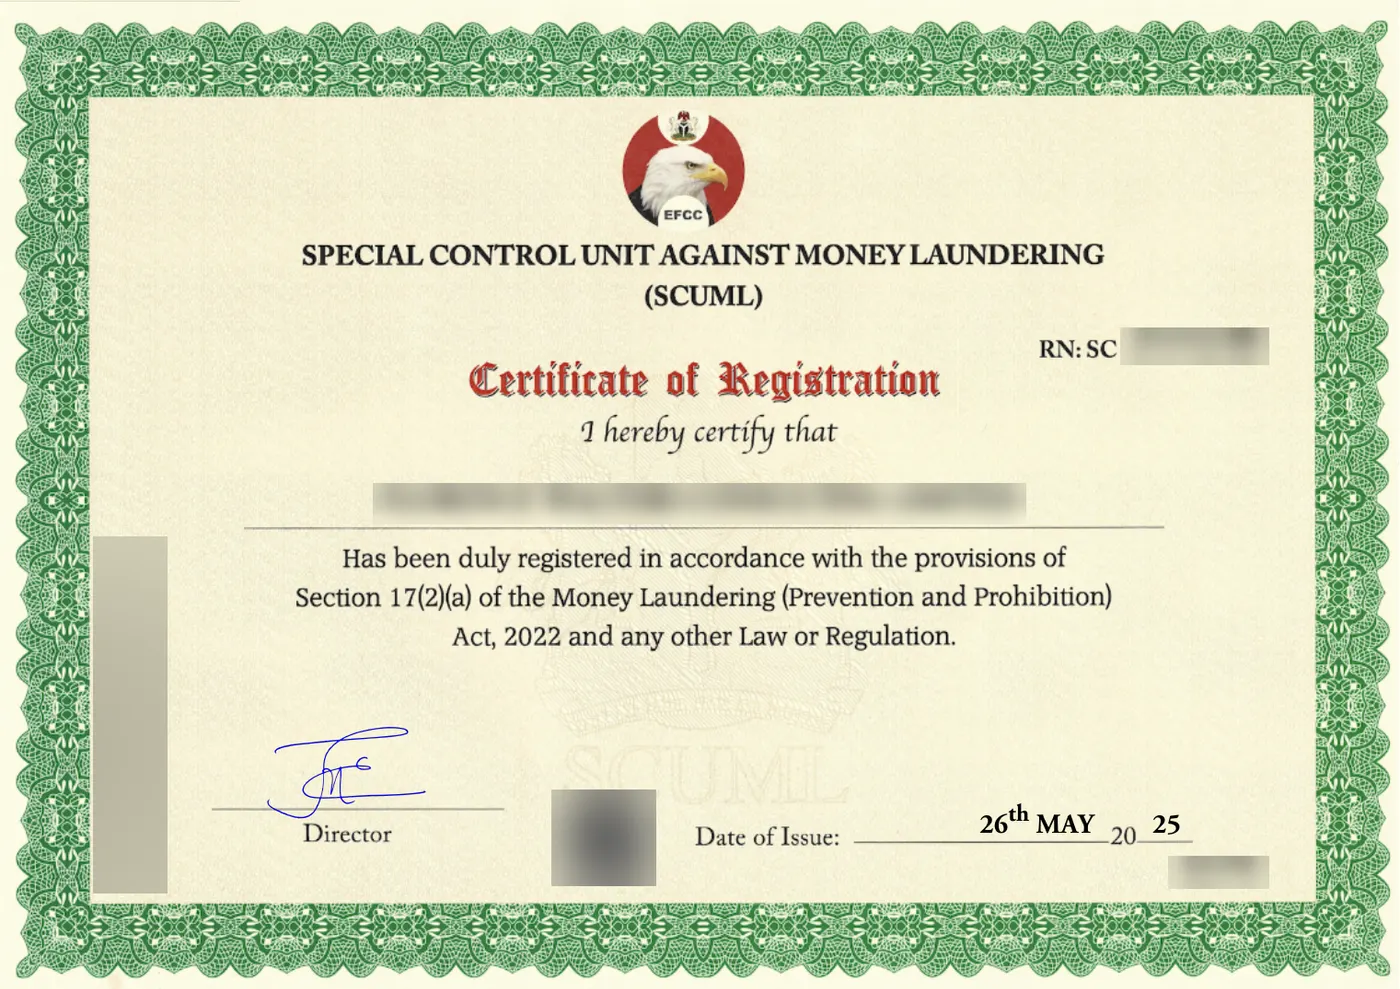 EFCC
SPECIAL CONTROL UNIT AGAINST MONEY LAUNDERING
(SCUML)
RN: SC
Certificate of Registration
I hereby certify that
Has been duly registered in accordance with the provisions of
Section 17(2)(a) of the Money Laundering (Prevention and Prohibition)
Act, 2022 and any other Law or Regulation.
SCUML
Director
Date of Issue: 26th MAY 20 25